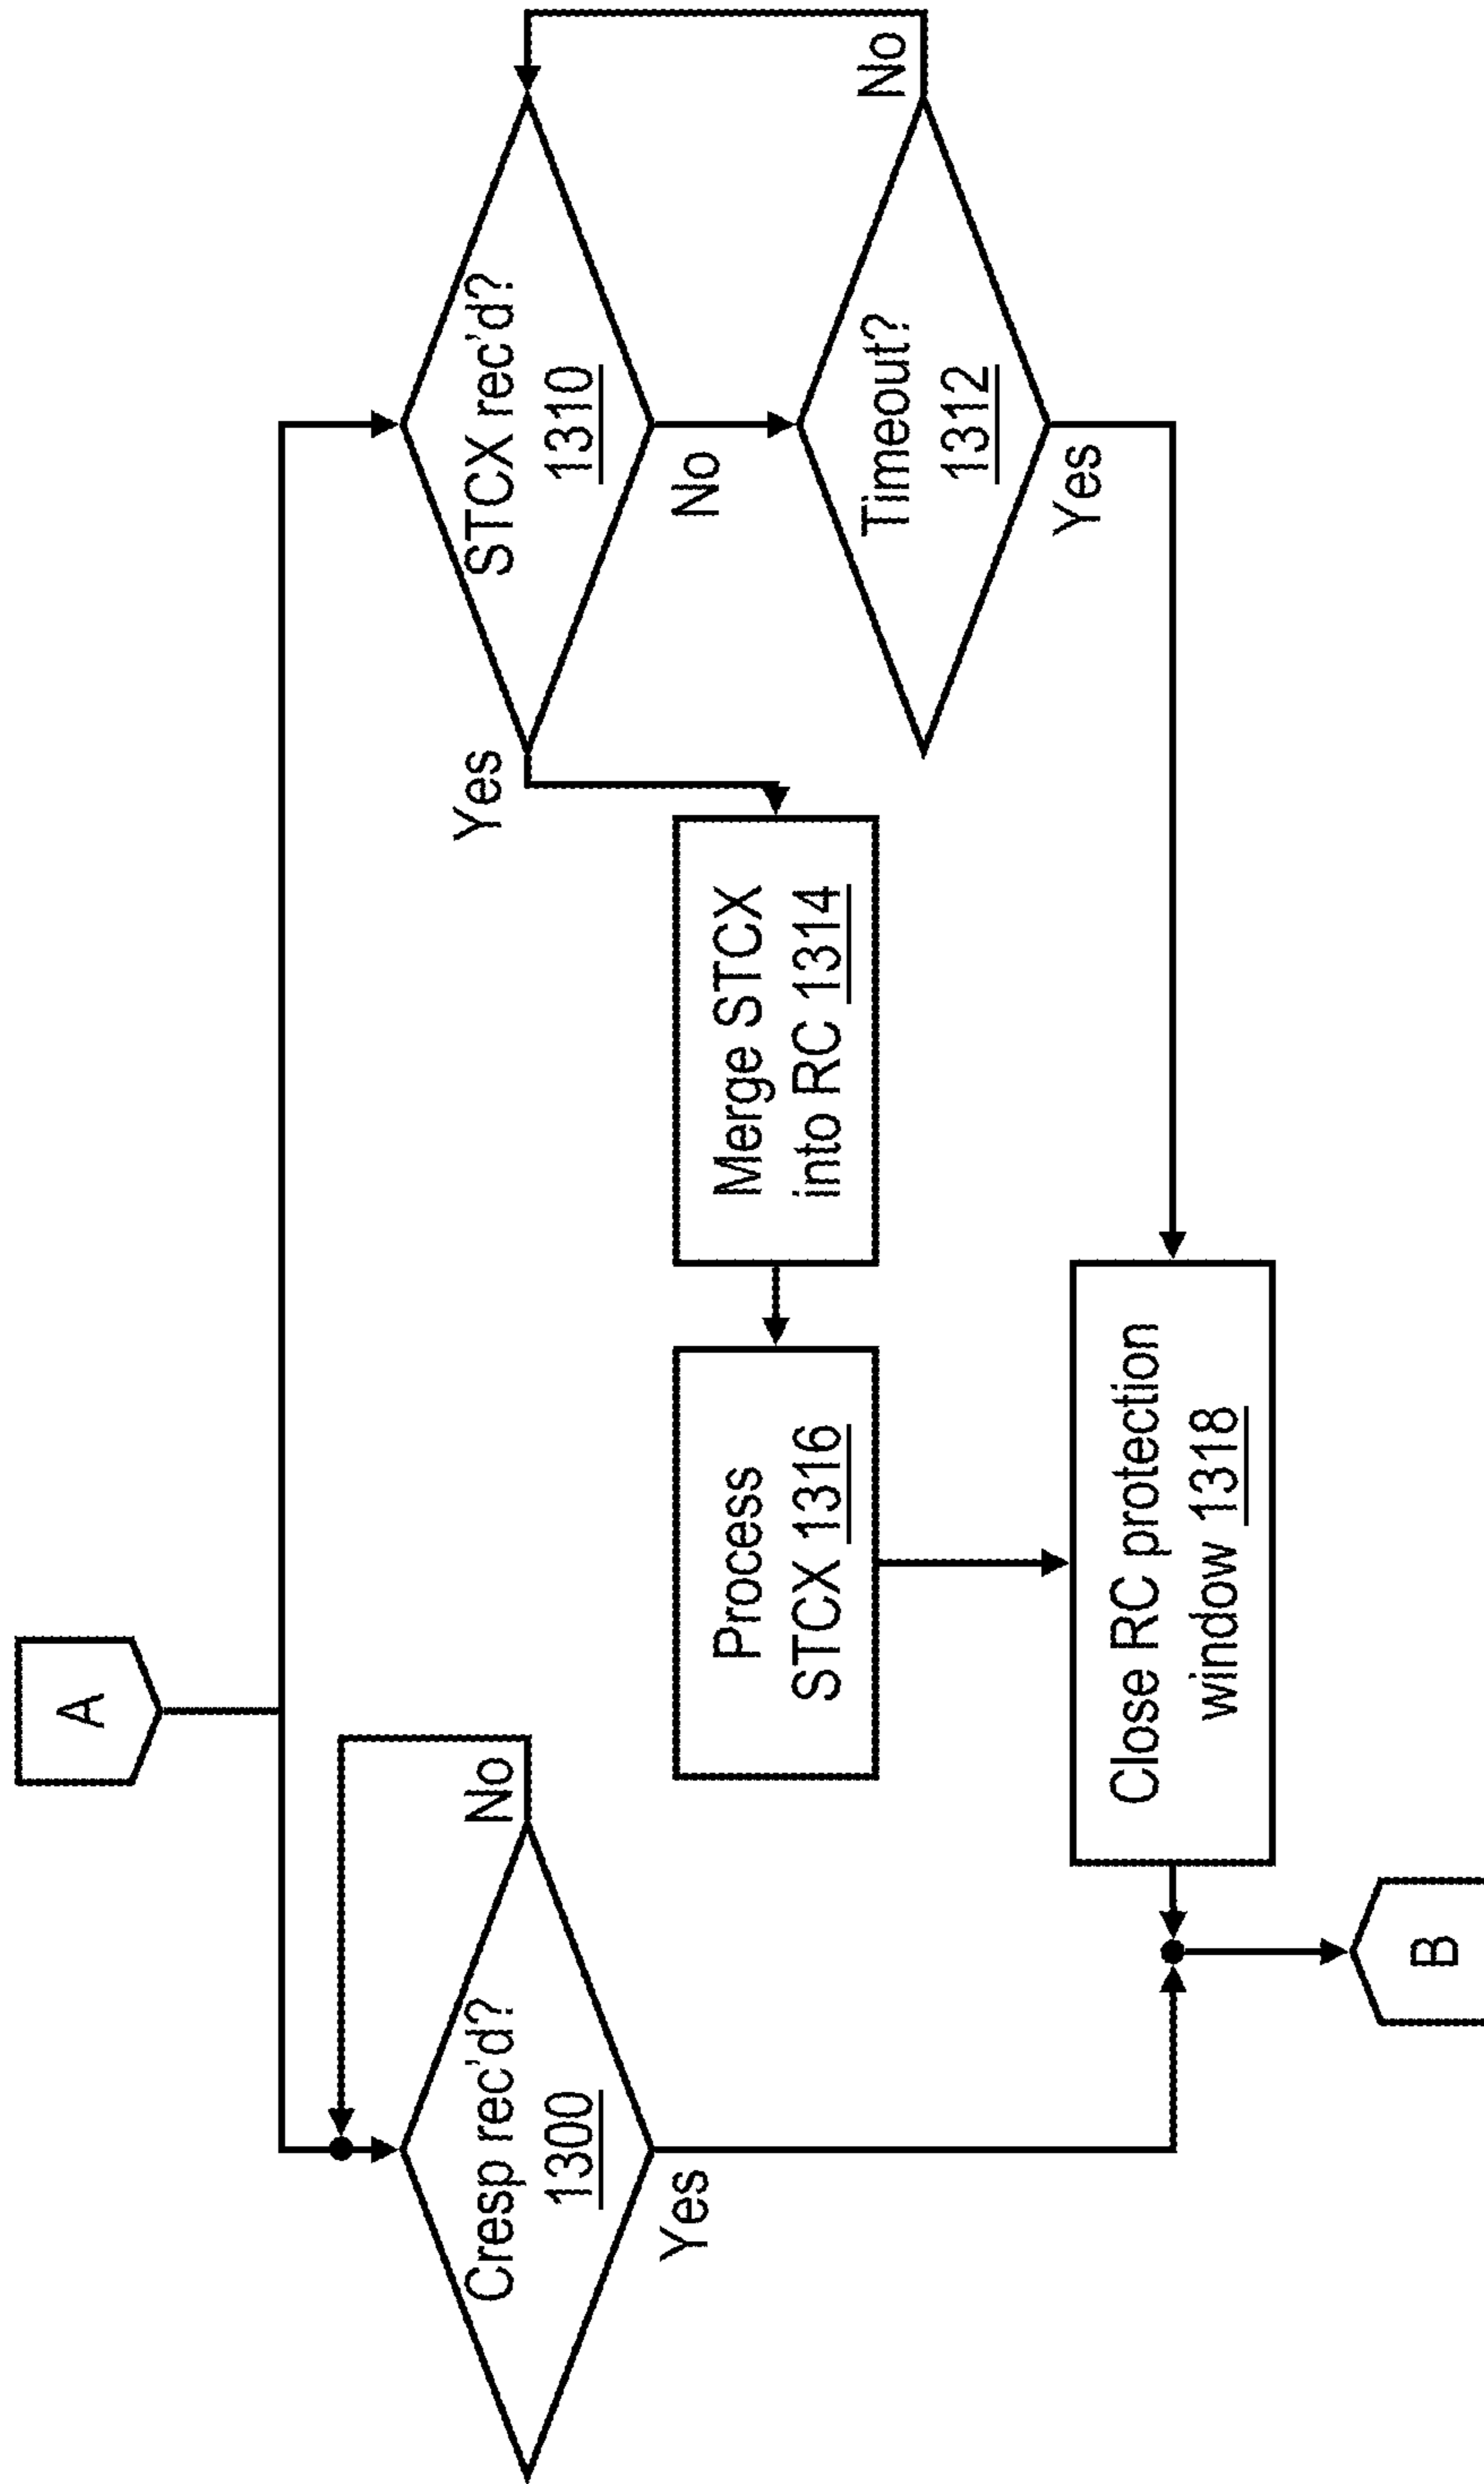 A
Cresp rec'd?
1300
No
Yes
STCX rec'd?
1310
Yes
No
Timeout?
1312
No
Yes
Merge STCX
into RC 1314
Process
STCX 1316
Close RC protection
window 1318
B